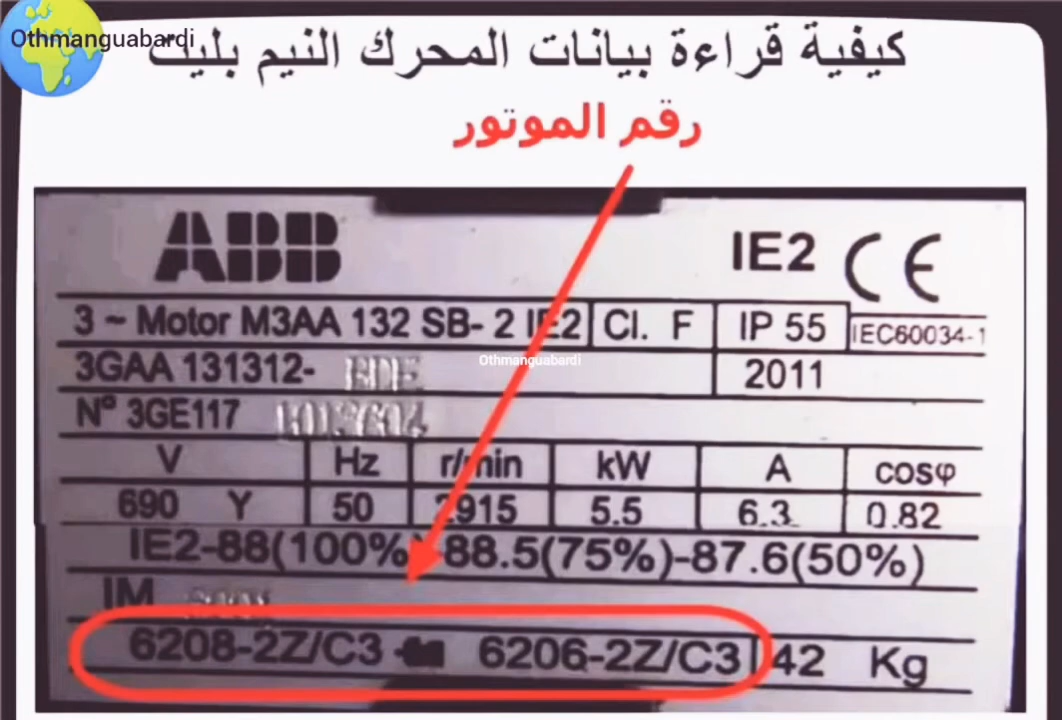 Othmanguabardi
كيفية قراءة بيانات المحرك النيم بليت
رقم الموتور
ABB IE2 CE
3 ~ Motor M3AA 132 SB- 2 IE2 Cl. F IP 55 IEC60034-1
Othmanguabardi
3GAA 131312- 2011
Nº 3GE117
V Hz r/min kW A cosφ
690 Y 50 2915 5.5 6.3 0.82
IE2-88(100%)-88.5(75%)-87.6(50%)
IM
6208-2Z/C3 6206-2Z/C3 42 Kg